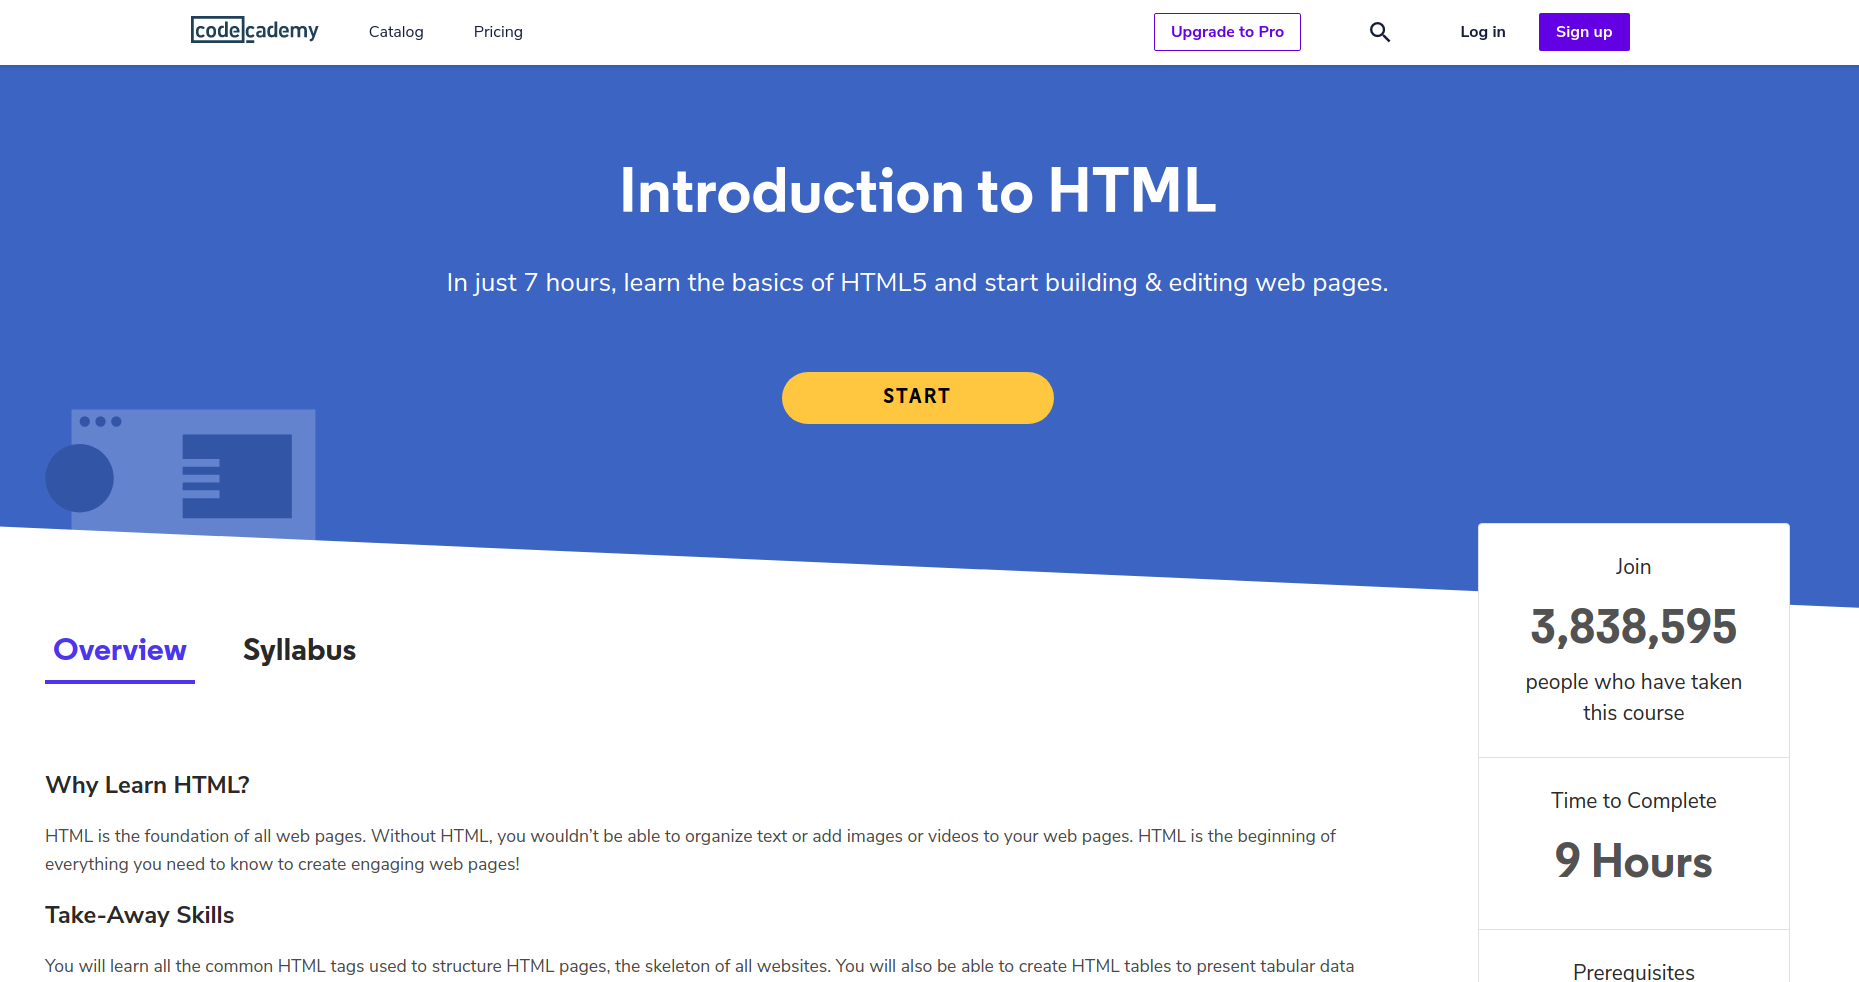 codecademy
Catalog
Pricing
Upgrade to Pro
Log in
Sign up
Introduction to HTML
In just 7 hours, learn the basics of HTML5 and start building & editing web pages.
START
Overview
Syllabus
Why Learn HTML?
HTML is the foundation of all web pages. Without HTML, you wouldn’t be able to organize text or add images or videos to your web pages. HTML is the beginning of
everything you need to know to create engaging web pages!
Take-Away Skills
You will learn all the common HTML tags used to structure HTML pages, the skeleton of all websites. You will also be able to create HTML tables to present tabular data
Join
3,838,595
people who have taken
this course
Time to Complete
9 Hours
Prerequisites